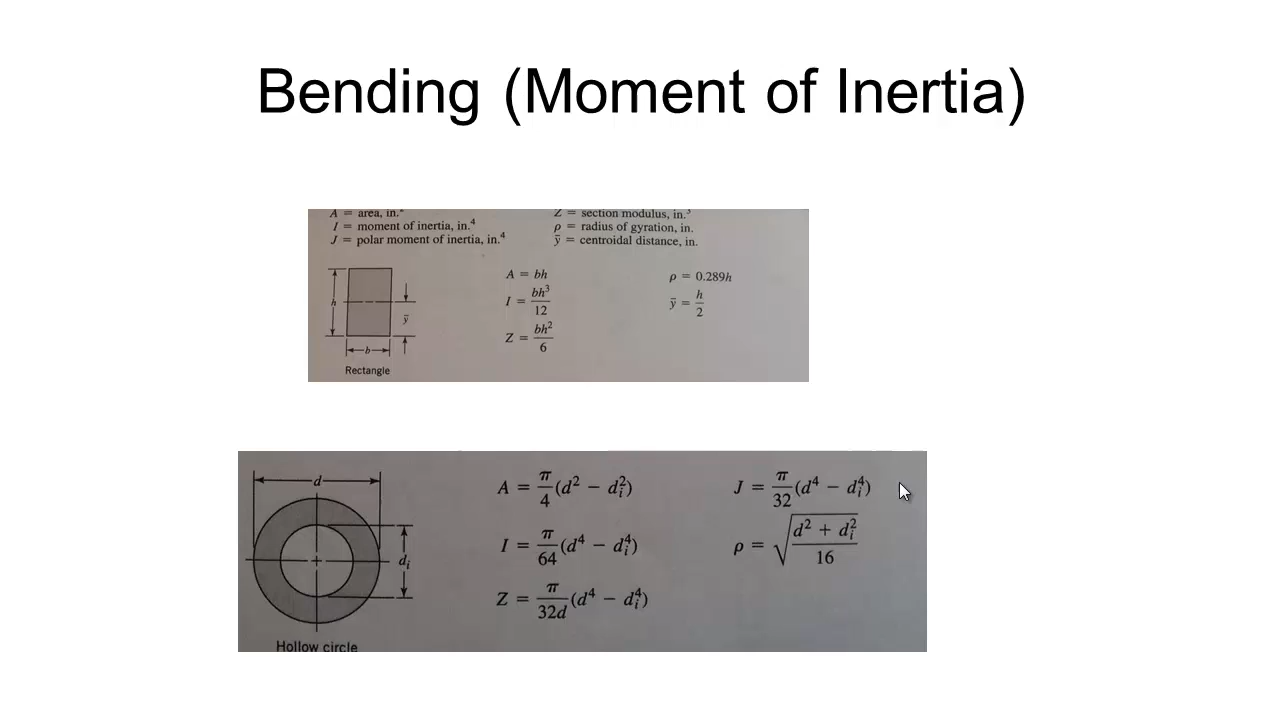 Bending (Moment of Inertia)
A = area, in.²
Z = section modulus, in.³
I = moment of inertia, in.⁴
ρ = radius of gyration, in.
J = polar moment of inertia, in.⁴
ȳ = centroidal distance, in.
h
ȳ
b
Rectangle
A = bh
I = bh³/12
Z = bh²/6
ρ = 0.289h
ȳ = h/2
d
dᵢ
Hollow circle
A = π/4 (d² − dᵢ²)
I = π/64 (d⁴ − dᵢ⁴)
Z = π/32d (d⁴ − dᵢ⁴)
J = π/32 (d⁴ − dᵢ⁴)
ρ = √((d² + dᵢ²)/16)